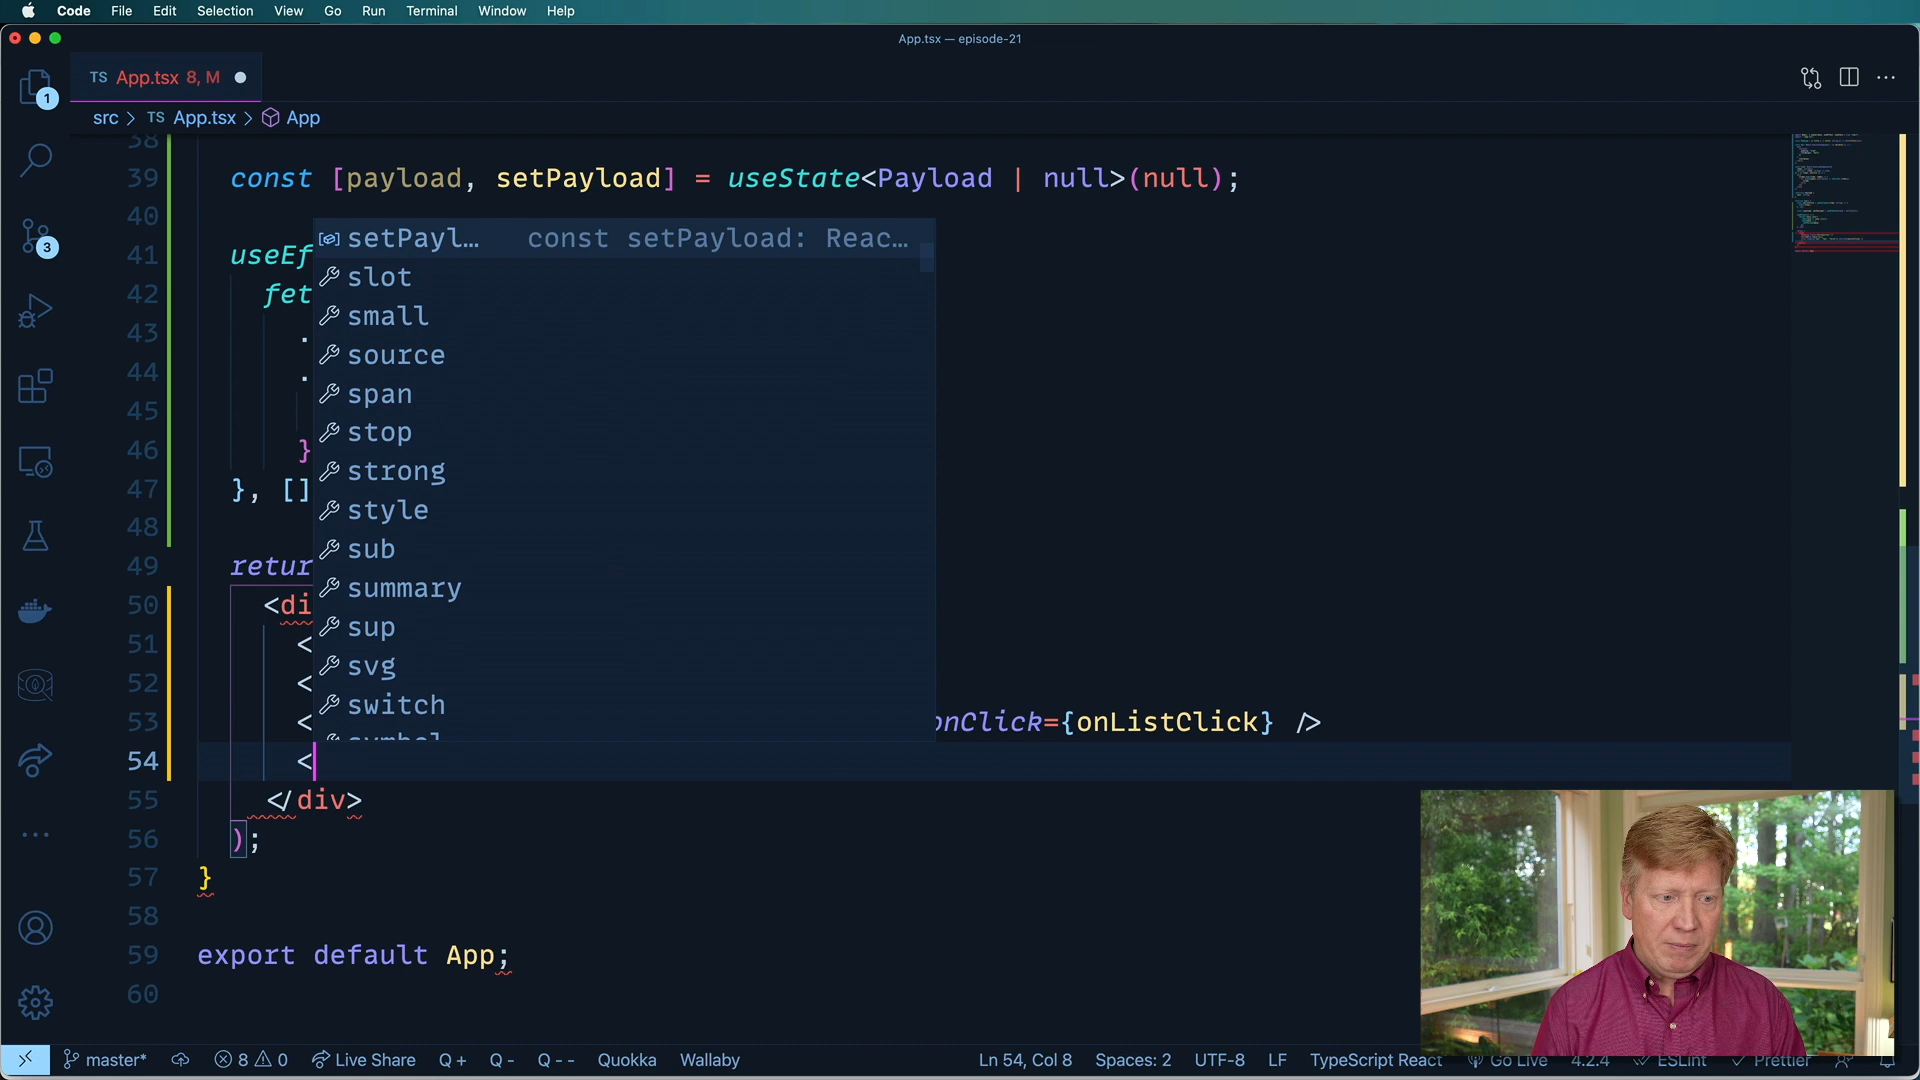 Code File Edit Selection View Go Run Terminal Window Help
App.tsx — episode-21
TS App.tsx 8, M
1
src > TS App.tsx > App
38
39 const [payload, setPayload] = useState<Payload | null>(null);
40
setPayl… const setPayload: Reac…
41 useEf
slot
42 fet
small
43 .
source
44 .
span
45
stop
46 }
strong
47 }, []
style
48
sub
49 retur
summary
50 <di
sup
51 <
svg
52 <
switch
53 < onClick={onListClick} />
54 <
55 </div>
56 );
57 }
58
59 export default App;
60
3
master* 8 0 Live Share Q + Q - Q -- Quokka Wallaby Ln 54, Col 8 Spaces: 2 UTF-8 LF TypeScript React Go Live 4.2.4 ESLint Prettier